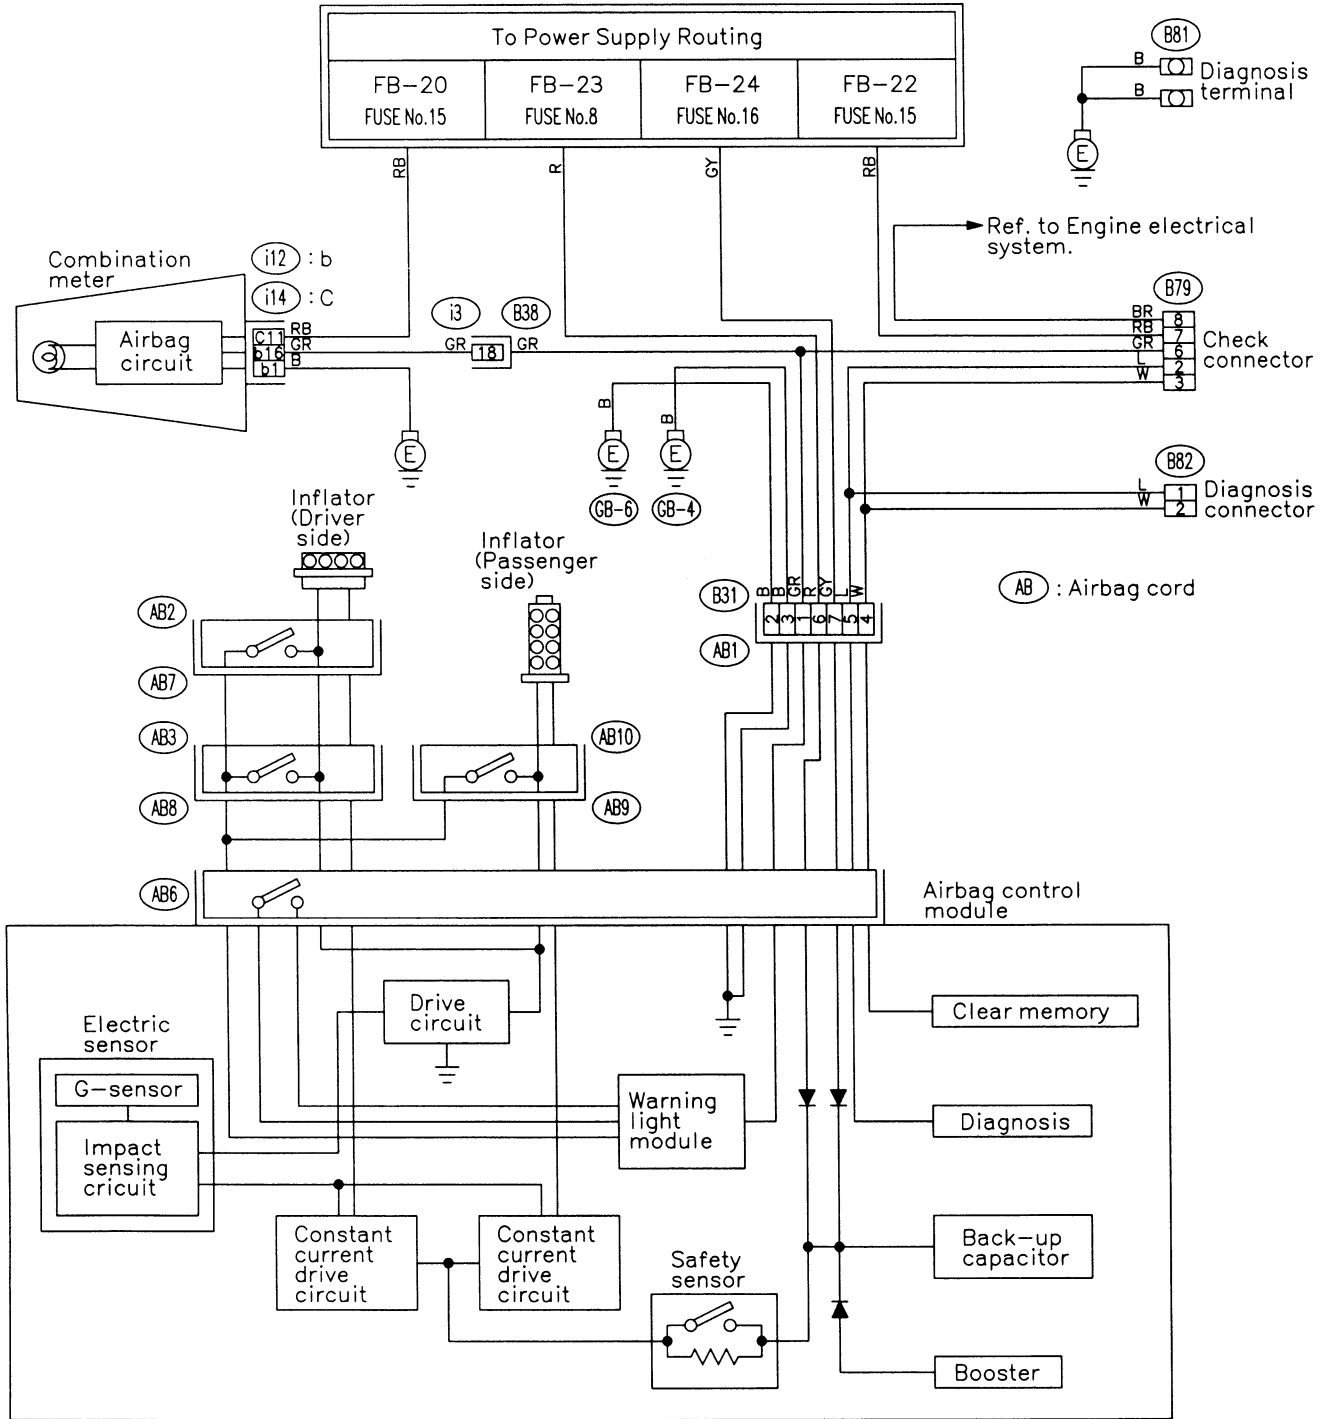 To Power Supply Routing
FB-20
FUSE No.15
FB-23
FUSE No.8
FB-24
FUSE No.16
FB-22
FUSE No.15
B81
B
B
Diagnosis
terminal
E
RB
R
GY
RB
Ref. to Engine electrical
system.
Combination
meter
i12 : b
i14 : C
Airbag
circuit
C11
b16
b1
RB
GR
B
i3
B38
GR
18
GR
B79
BR
RB
GR
L
W
8
7
6
2
3
Check
connector
E
B
B
E
E
GB-6
GB-4
B82
L
W
1
2
Diagnosis
connector
Inflator
(Driver
side)
Inflator
(Passenger
side)
AB : Airbag cord
B31
B
B
GR
R
GY
L
W
2
3
1
6
7
5
4
AB1
AB2
AB7
AB3
AB8
AB10
AB9
AB6
Airbag control
module
Drive
circuit
Electric
sensor
G-sensor
Impact
sensing
cricuit
Warning
light
module
Clear memory
Diagnosis
Constant
current
drive
circuit
Constant
current
drive
circuit
Safety
sensor
Back-up
capacitor
Booster